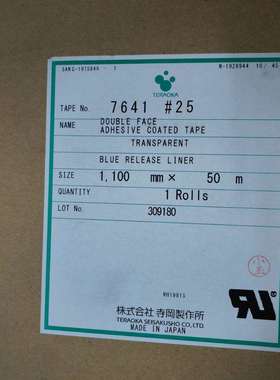 TERAOKA
TAPE No. 7641 #25
NAME DOUBLE FACE
ADHESIVE COATED TAPE
TRANSPARENT
BLUE RELEASE LINER
SIZE 1,100 mm × 50 m
QUANTITY 1 Rolls
LOT No. 309180
株式会社 寺岡製作所
TERAOKA SEISAKUSHO CO.,LTD.
MADE IN JAPAN